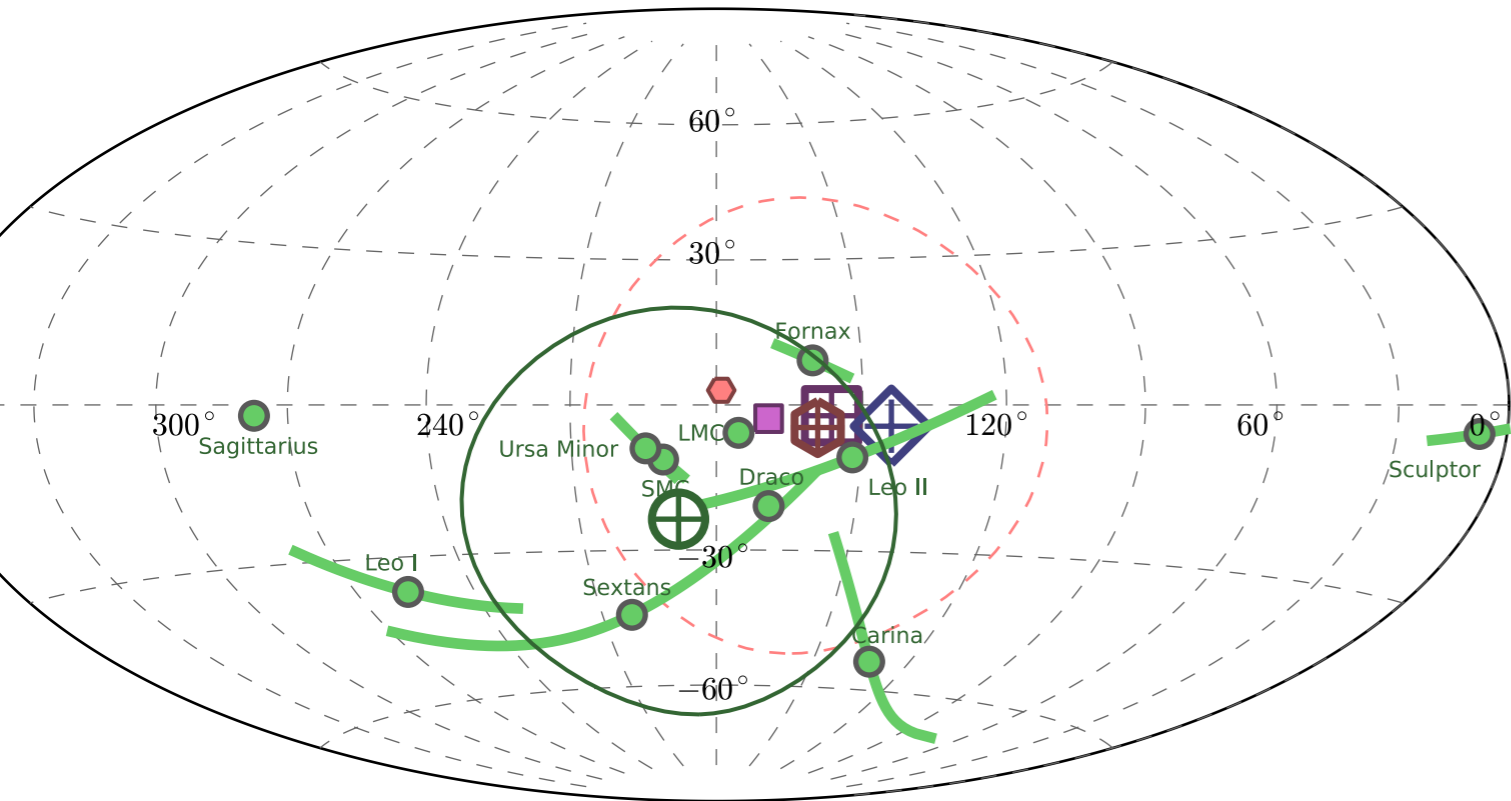 60°
30°
Fornax
300°
240°
120°
60°
0°
Sagittarius
Ursa Minor
LMC
Sculptor
SMC
Draco
Leo II
−30°
Leo I
Sextans
Carina
−60°